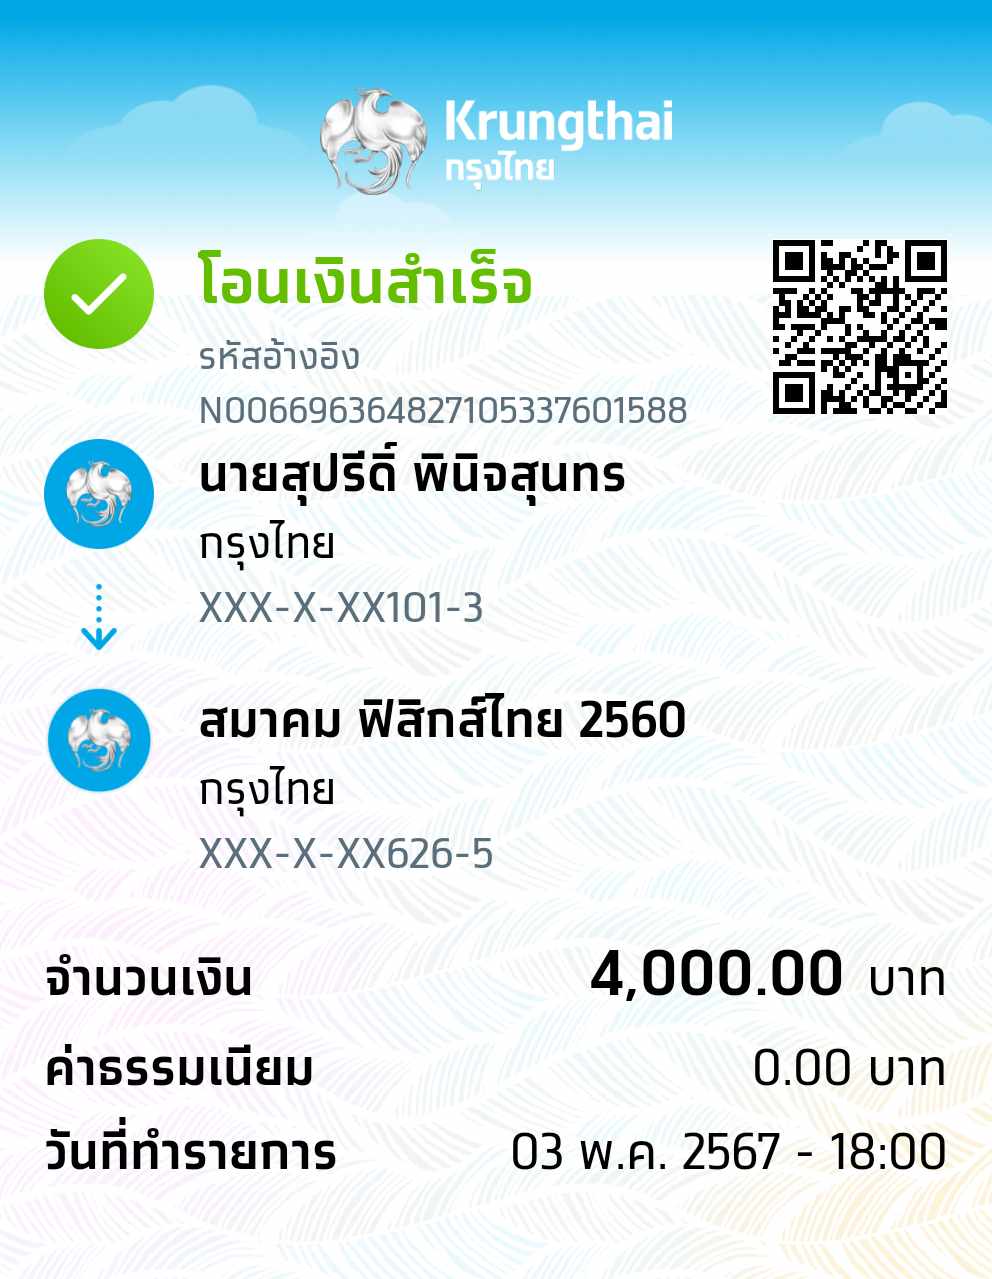 Krungthai
กรุงไทย
โอนเงินสำเร็จ
รหัสอ้างอิง
N006696364827105337601588
นายสุปรีดิ์ พินิจสุนทร
กรุงไทย
XXX-X-XX101-3
สมาคม ฟิสิกส์ไทย 2560
กรุงไทย
XXX-X-XX626-5
จำนวนเงิน 4,000.00 บาท
ค่าธรรมเนียม 0.00 บาท
วันที่ทำรายการ 03 พ.ค. 2567 - 18:00